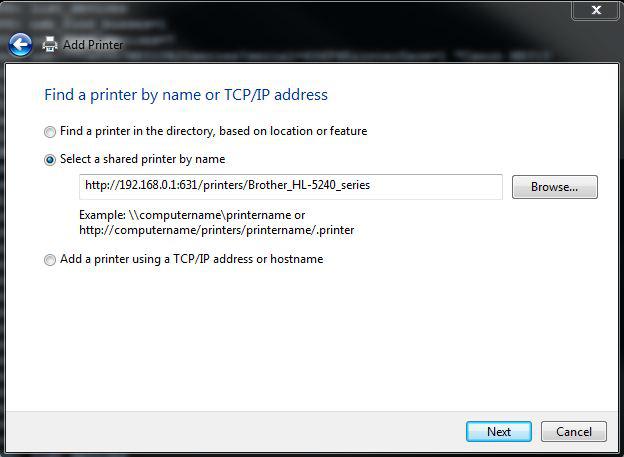 Add Printer
Find a printer by name or TCP/IP address
Find a printer in the directory, based on location or feature
Select a shared printer by name
http://192.168.0.1:631/printers/Brother_HL-5240_series
Browse...
Example: \\computername\printername or
http://computername/printers/printername/.printer
Add a printer using a TCP/IP address or hostname
Next
Cancel